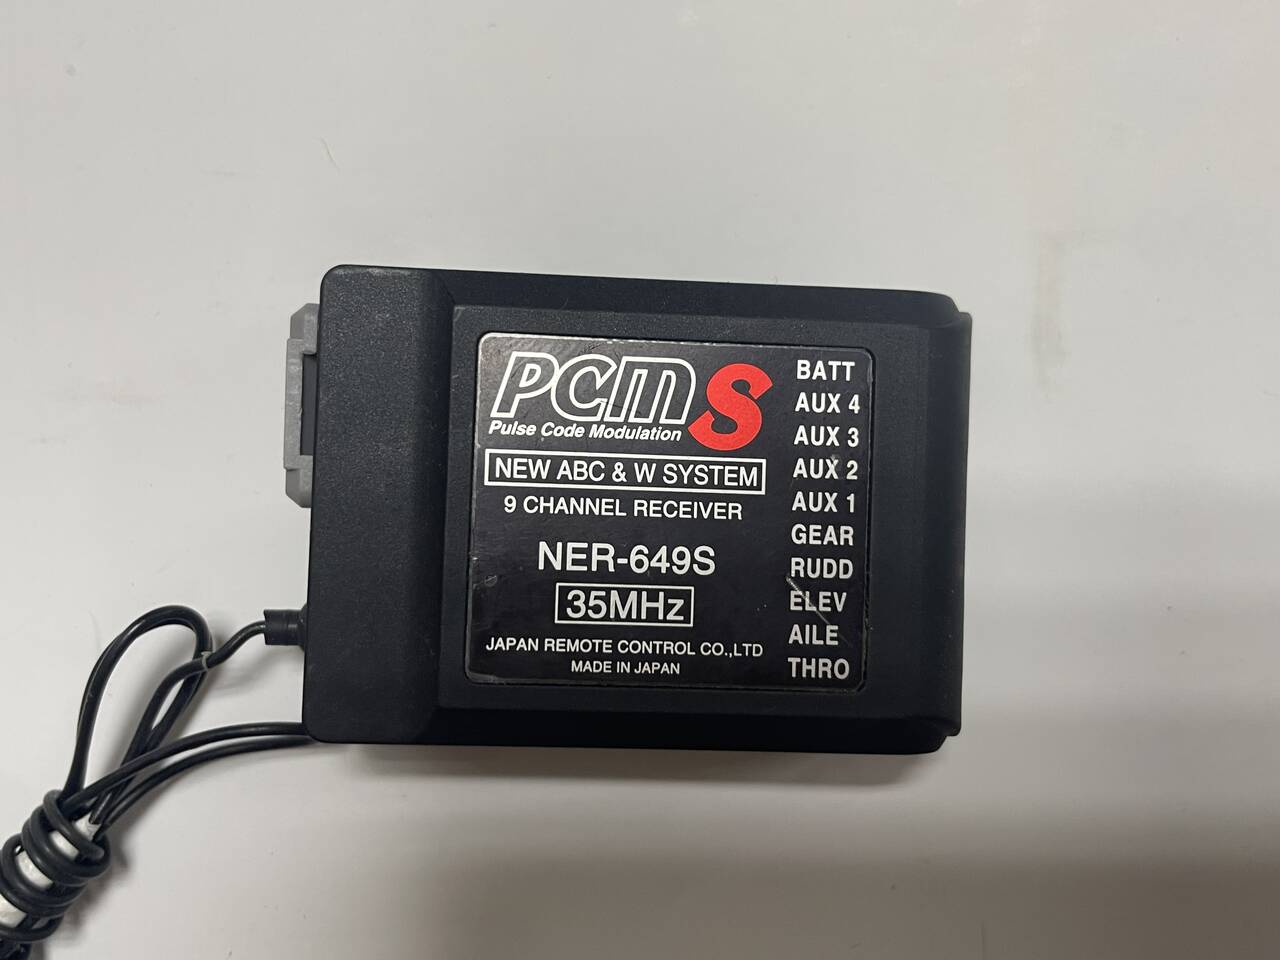 PCM S
Pulse Code Modulation
NEW ABC & W SYSTEM
9 CHANNEL RECEIVER
NER-649S
35MHz
JAPAN REMOTE CONTROL CO.,LTD
MADE IN JAPAN
BATT
AUX 4
AUX 3
AUX 2
AUX 1
GEAR
RUDD
ELEV
AILE
THRO